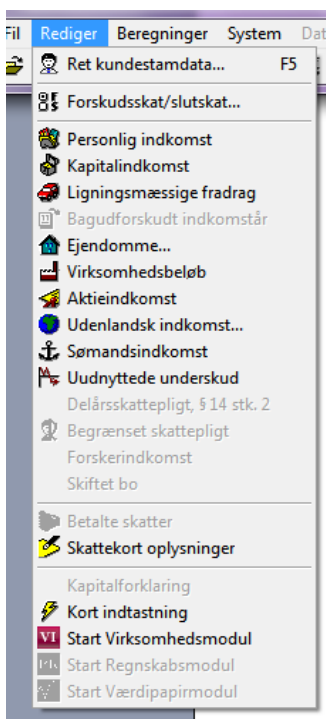 Fil Rediger Beregninger System Dat
Ret kundestamdata... F5
Forskudsskat/slutskat...
Personlig indkomst
Kapitalindkomst
Ligningsmæssige fradrag
Bagudforskudt indkomstår
Ejendomme...
Virksomhedsbeløb
Aktieindkomst
Udenlandsk indkomst...
Sømandsindkomst
Uudnyttede underskud
Delårsskattepligt, § 14 stk. 2
Begrænset skattepligt
Forskerindkomst
Skiftet bo
Betalte skatter
Skattekort oplysninger
Kapitalforklaring
Kort indtastning
VI Start Virksomhedsmodul
Start Regnskabsmodul
Start Værdipapirmodul